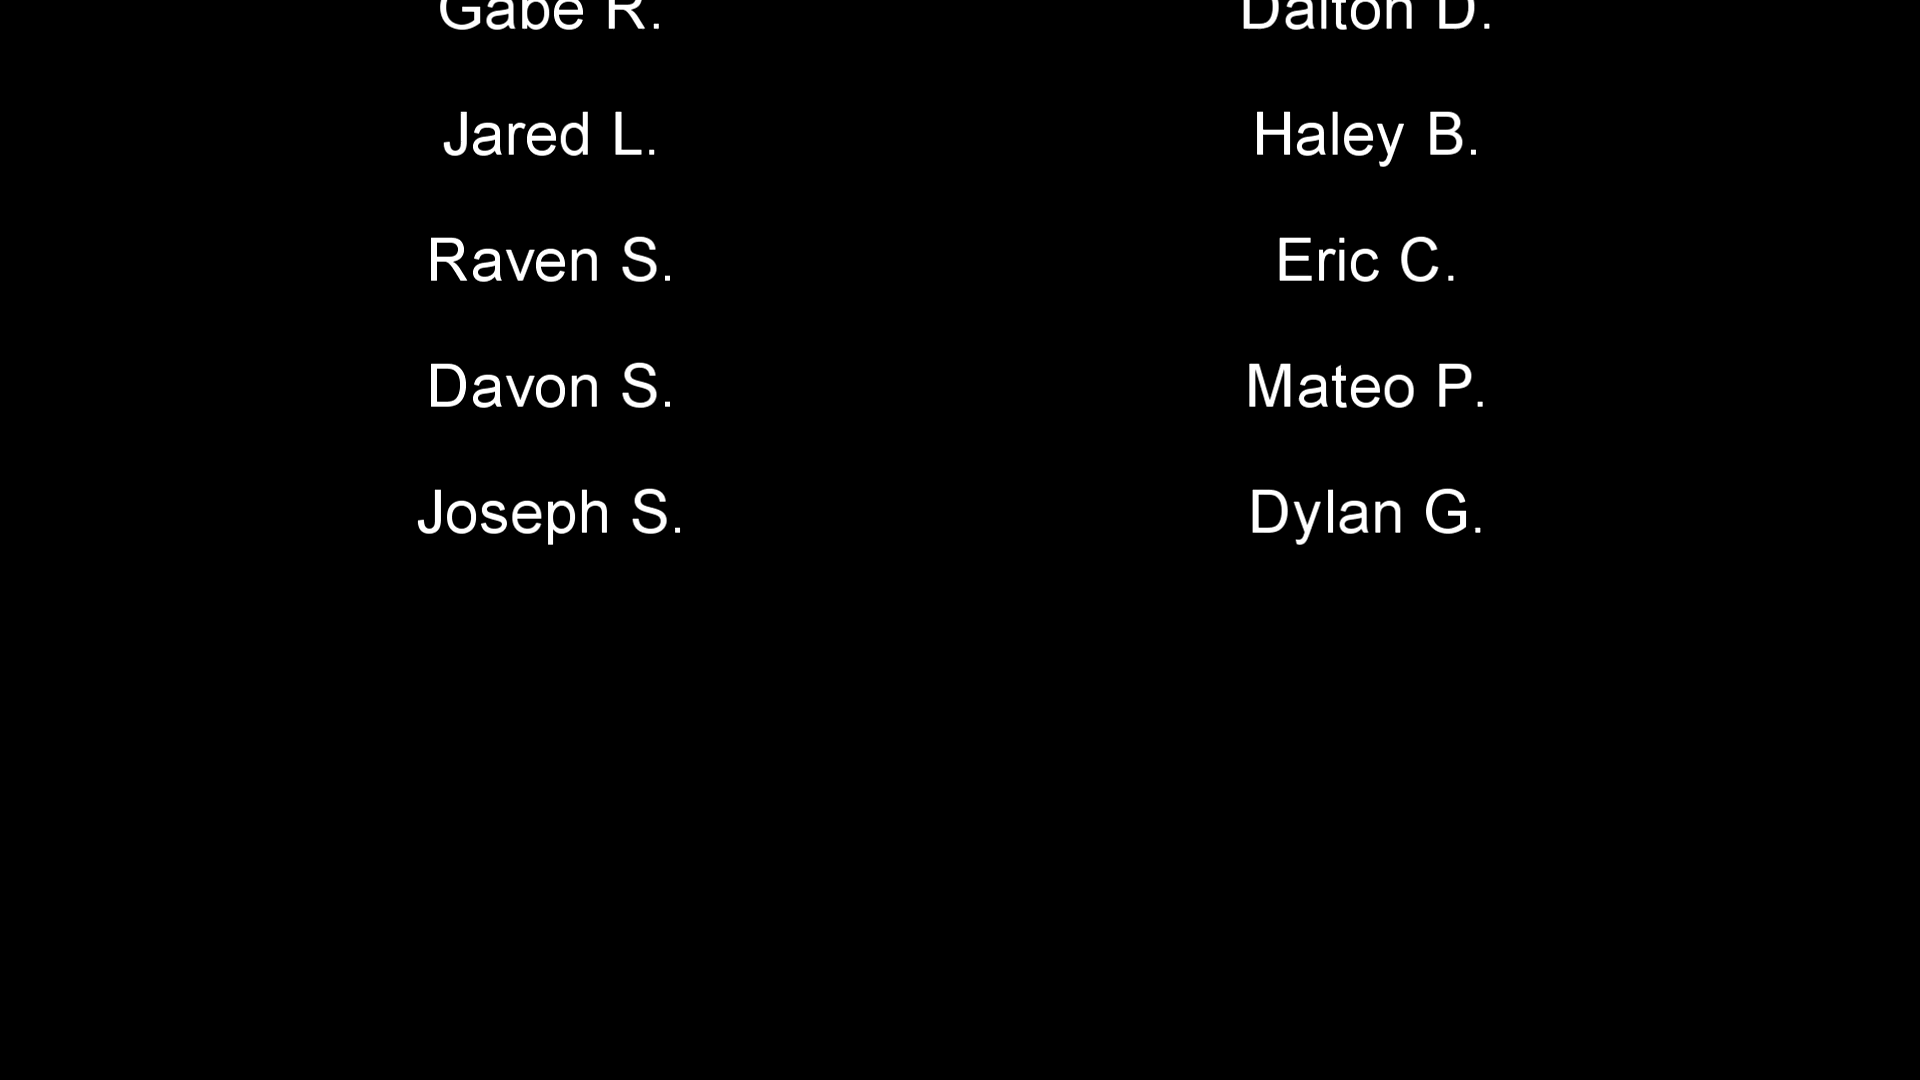 Gabe R. Dalton D.
Jared L. Haley B.
Raven S. Eric C.
Davon S. Mateo P.
Joseph S. Dylan G.